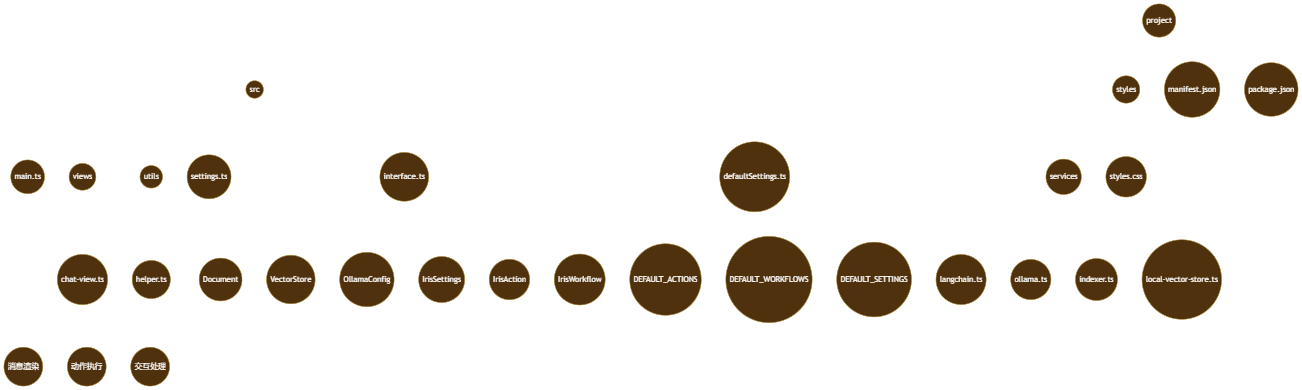 project
src
styles
manifest.json
package.json
main.ts
views
utils
settings.ts
interface.ts
defaultSettings.ts
services
styles.css
chat-view.ts
helper.ts
Document
VectorStore
OllamaConfig
IrisSettings
IrisAction
IrisWorkflow
DEFAULT_ACTIONS
DEFAULT_WORKFLOWS
DEFAULT_SETTINGS
langchain.ts
ollama.ts
indexer.ts
local-vector-store.ts
消息渲染
动作执行
交互处理